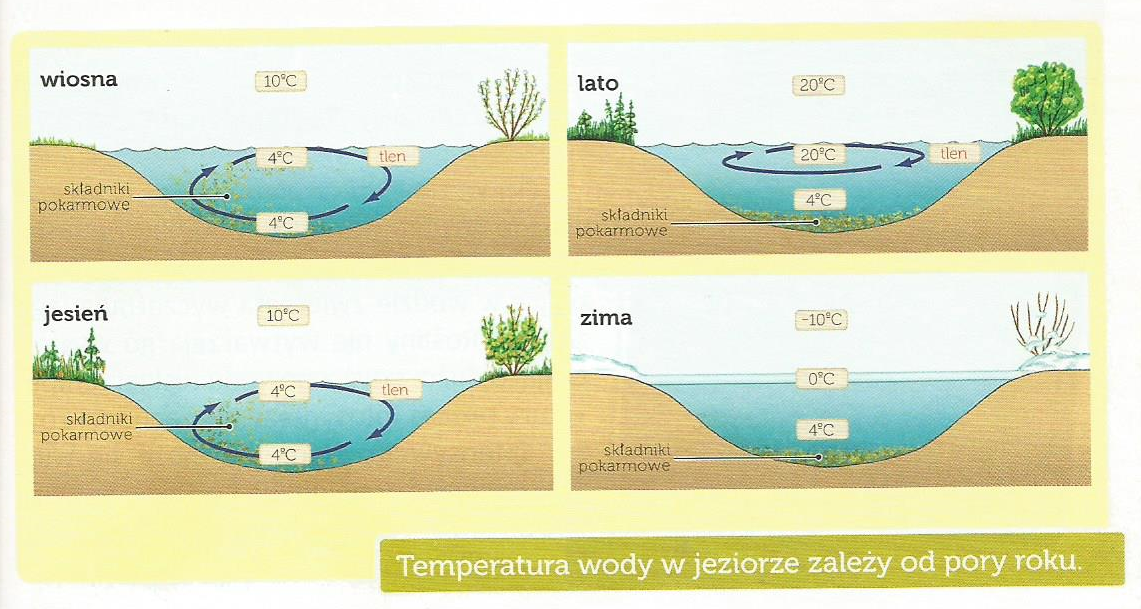 wiosna
10°C
4°C
tlen
składniki
pokarmowe
4°C
lato
20°C
20°C
tlen
4°C
składniki
pokarmowe
jesień
10°C
4°C
tlen
składniki
pokarmowe
4°C
zima
-10°C
0°C
4°C
składniki
pokarmowe
Temperatura wody w jeziorze zależy od pory roku.